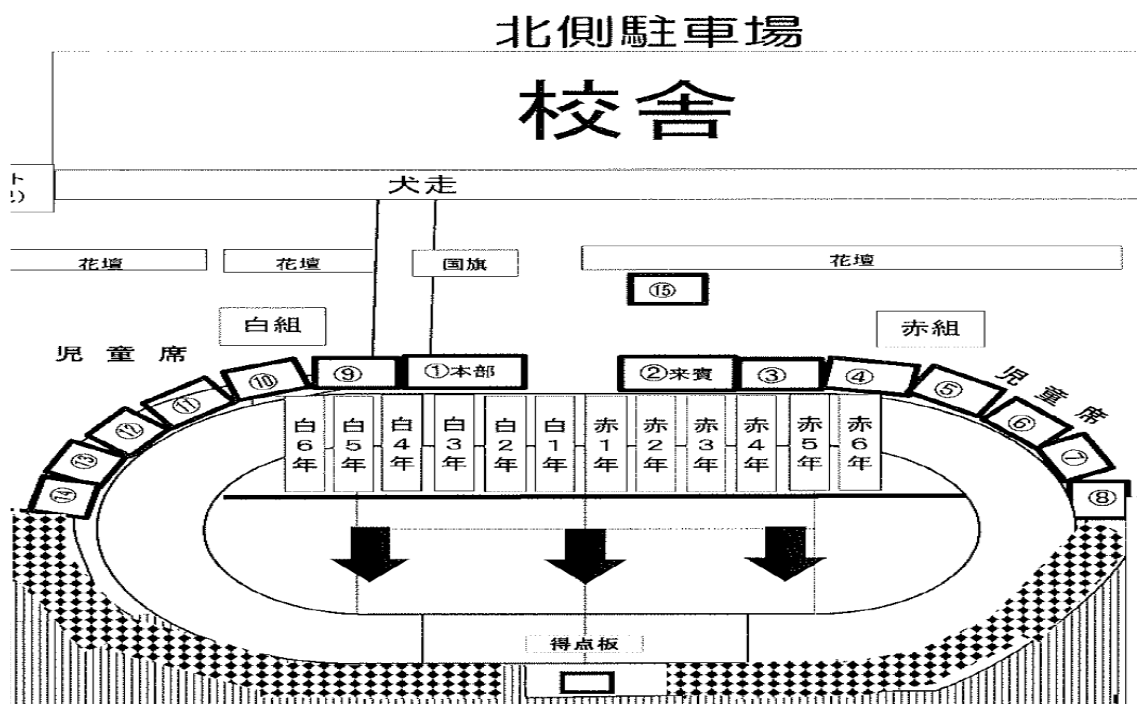 北側駐車場
校舎
ト
犬走
花壇
花壇
国旗
花壇
⑮
白組
赤組
児童席
児童席
⑭
⑬
⑫
⑪
⑩
⑨
①本部
②来賓
③
④
⑤
⑥
⑦
⑧
白6年
白5年
白4年
白3年
白2年
白1年
赤1年
赤2年
赤3年
赤4年
赤5年
赤6年
得点板